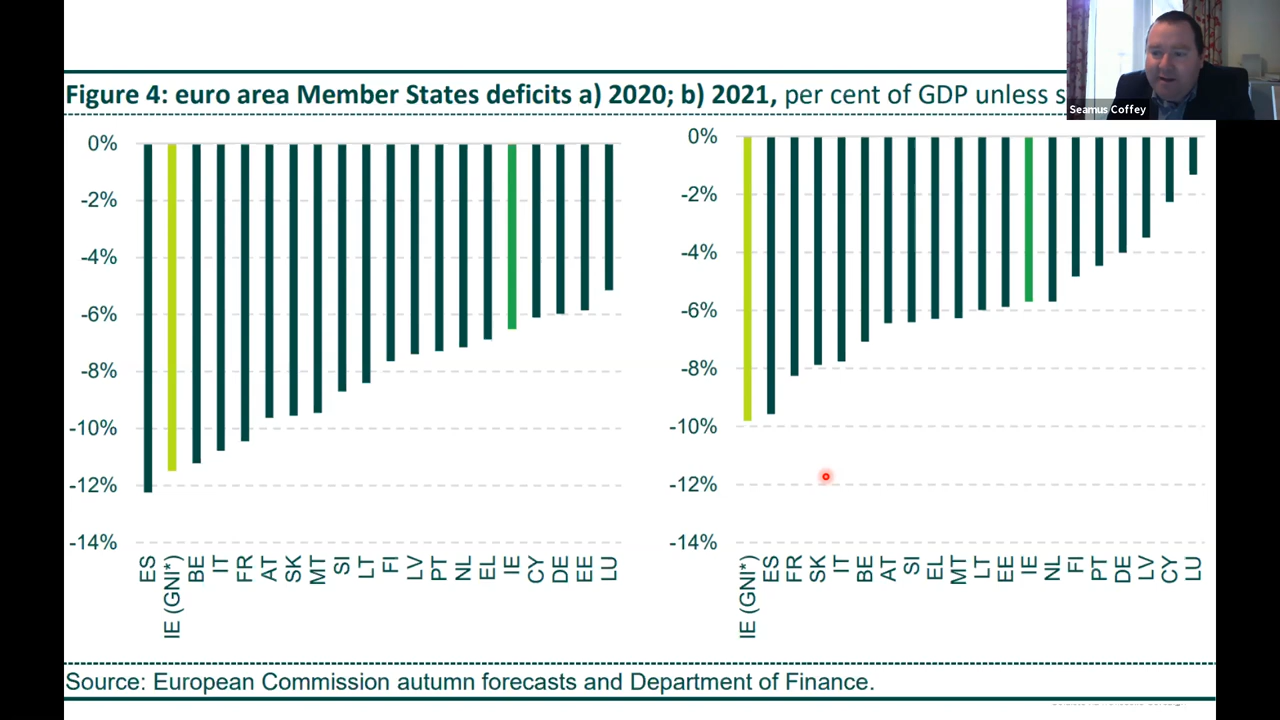 Figure 4: euro area Member States deficits a) 2020; b) 2021, per cent of GDP unless s
Seamus Coffey
0%
-2%
-4%
-6%
-8%
-10%
-12%
-14%
ES
IE (GNI*)
BE
IT
FR
AT
SK
MT
SI
LT
FI
LV
PT
NL
EL
IE
CY
DE
EE
LU
0%
-2%
-4%
-6%
-8%
-10%
-12%
-14%
IE (GNI*)
ES
FR
SK
IT
BE
AT
SI
EL
MT
LT
EE
IE
NL
FI
PT
DE
LV
CY
LU
Source: European Commission autumn forecasts and Department of Finance.